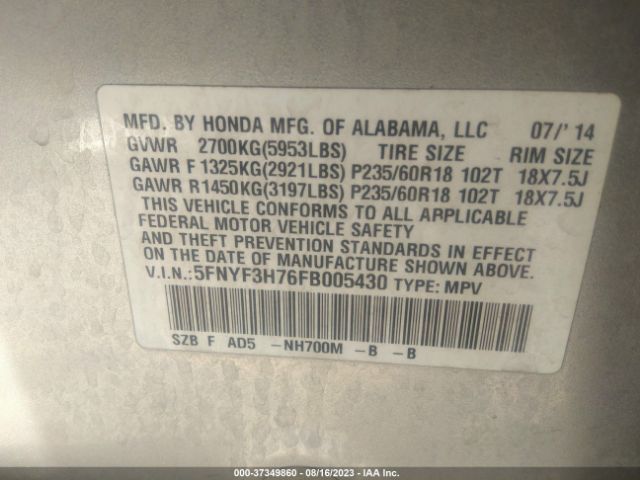 MFD. BY HONDA MFG. OF ALABAMA, LLC 07/'14
GVWR 2700KG(5953LBS) TIRE SIZE RIM SIZE
GAWR F 1325KG(2921LBS) P235/60R18 102T 18X7.5J
GAWR R1450KG(3197LBS) P235/60R18 102T 18X7.5J
THIS VEHICLE CONFORMS TO ALL APPLICABLE
FEDERAL MOTOR VEHICLE SAFETY
AND THEFT PREVENTION STANDARDS IN EFFECT
ON THE DATE OF MANUFACTURE SHOWN ABOVE.
V.I.N.:5FNYF3H76FB005430 TYPE: MPV
SZB F AD5 -NH700M -B -B
000-37349860 - 08/16/2023 - IAA Inc.